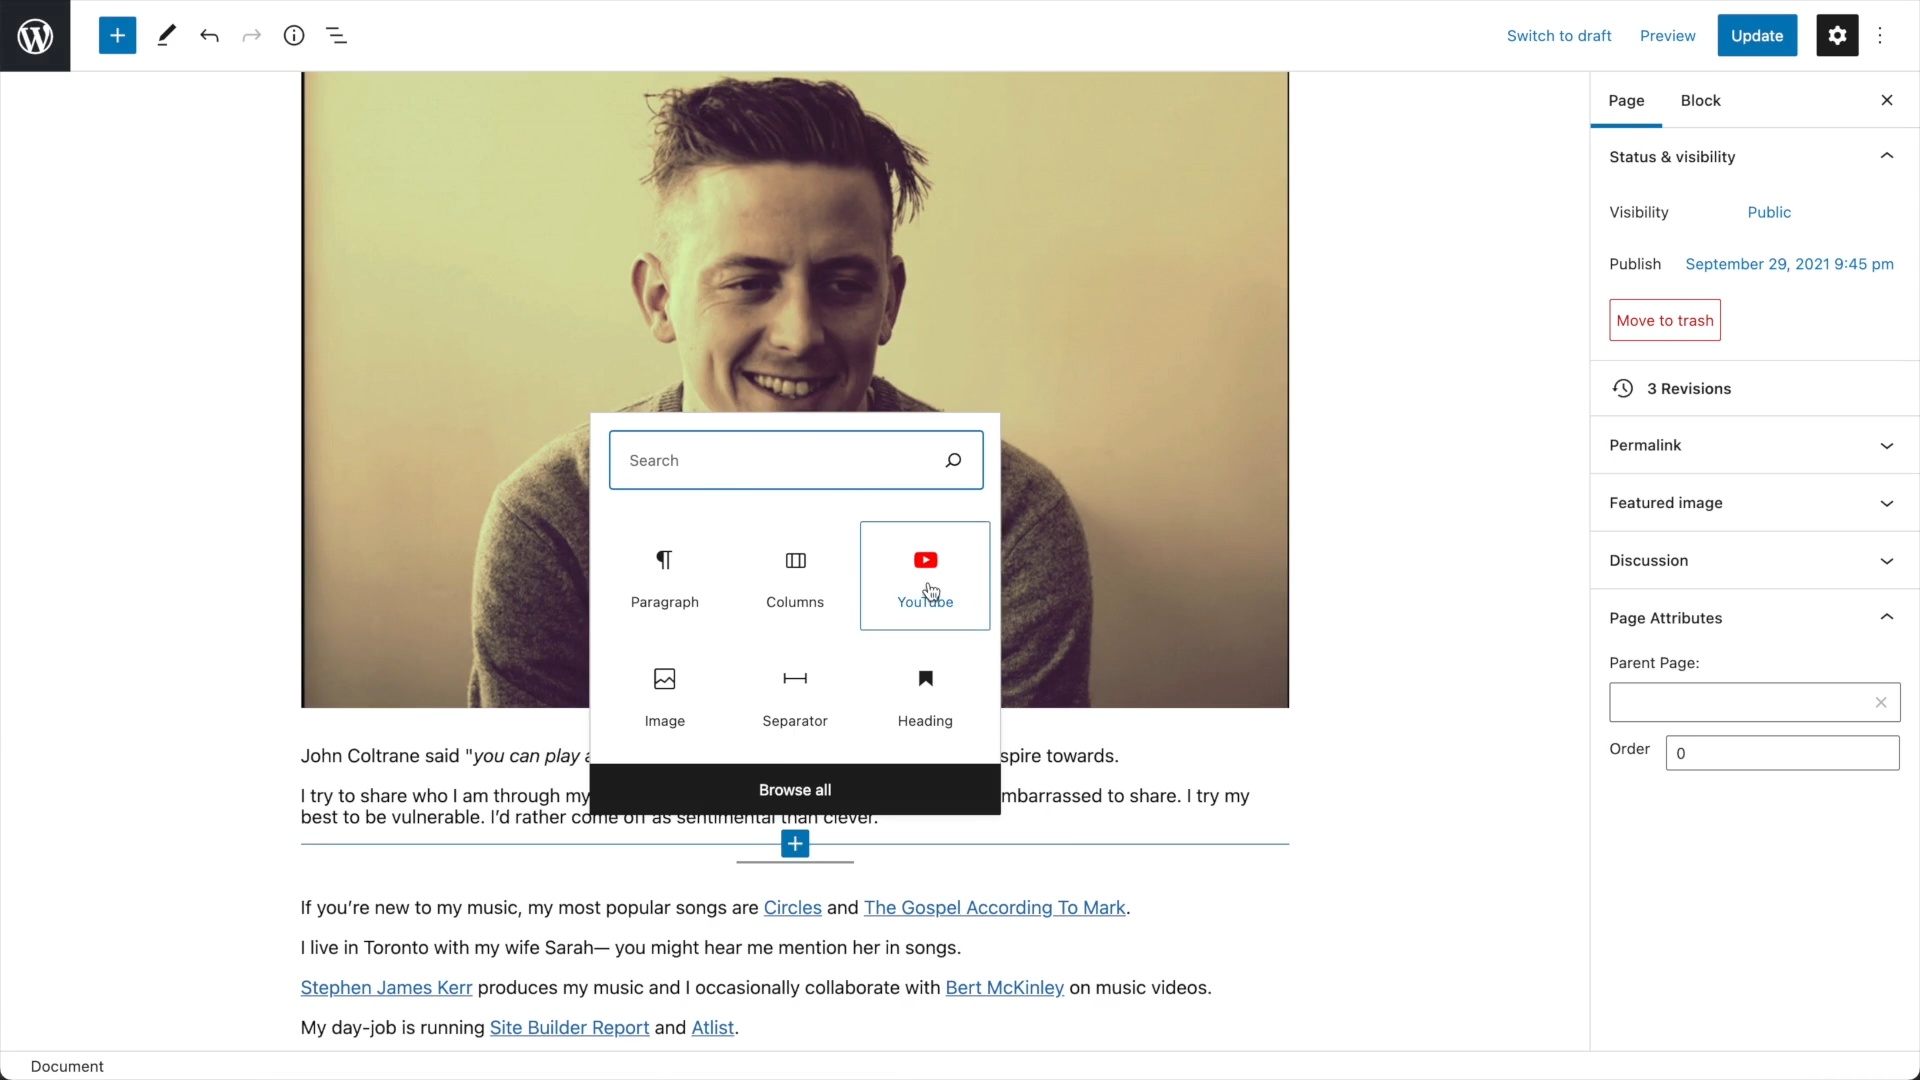 Switch to draft
Preview
Update
Page
Block
Status & visibility
Visibility
Public
Publish
September 29, 2021 9:45 pm
Move to trash
3 Revisions
Permalink
Featured image
Discussion
Page Attributes
Parent Page:
Order
0
Search
Paragraph
Columns
YouTube
Image
Separator
Heading
Browse all
John Coltrane said "you can play
spire towards.
I try to share who I am through my
mbarrassed to share. I try my
best to be vulnerable. I'd rather come off as sentimental than clever.
If you're new to my music, my most popular songs are Circles and The Gospel According To Mark.
I live in Toronto with my wife Sarah— you might hear me mention her in songs.
Stephen James Kerr produces my music and I occasionally collaborate with Bert McKinley on music videos.
My day-job is running Site Builder Report and Atlist.
Document